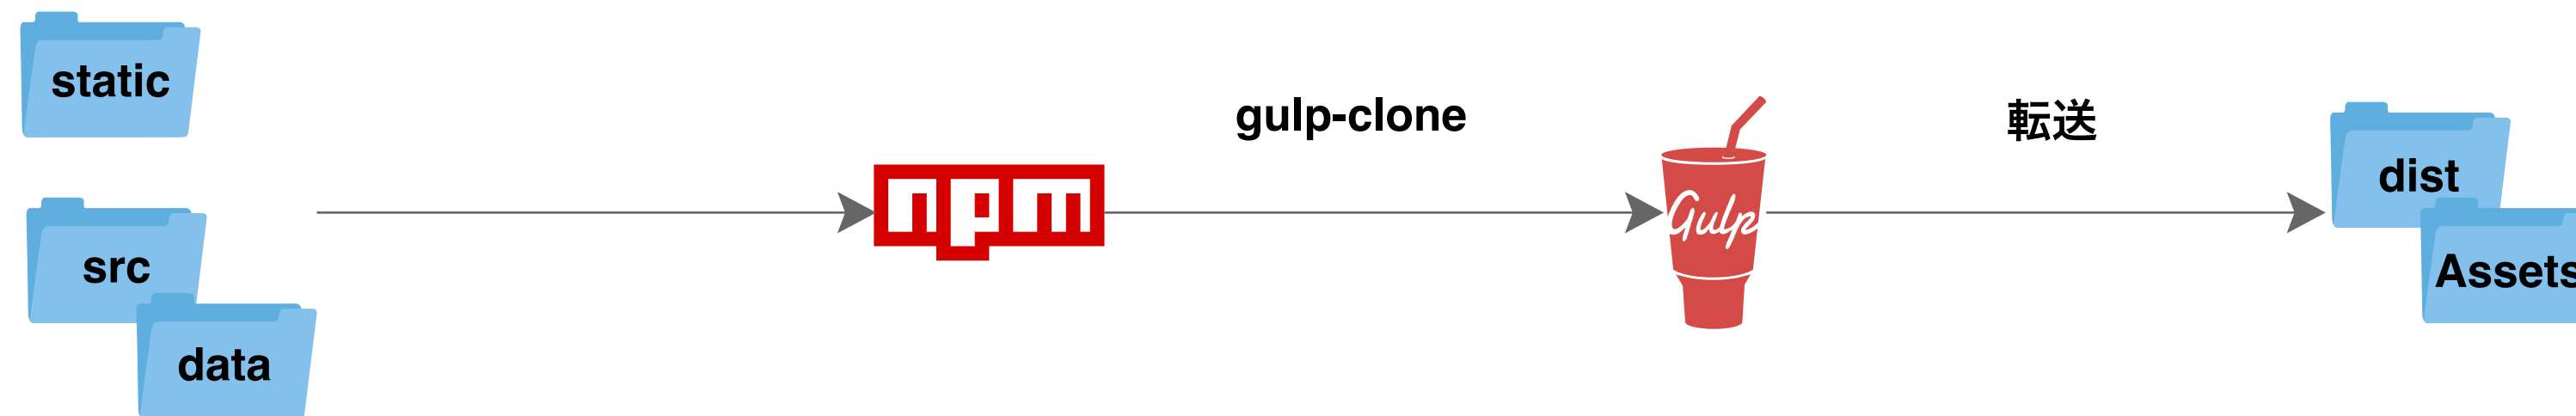 static
src
data
npm
gulp-clone
Gulp
転送
dist
Assets